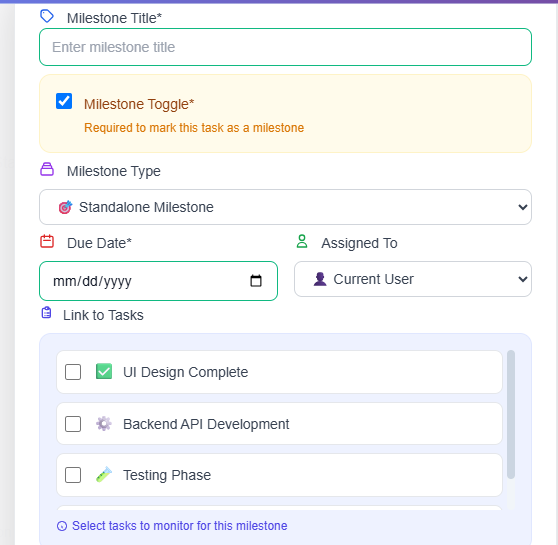 Milestone Title*
Enter milestone title
Milestone Toggle*
Required to mark this task as a milestone
Milestone Type
Standalone Milestone
Due Date*
Assigned To
mm/dd/yyyy
Current User
Link to Tasks
UI Design Complete
Backend API Development
Testing Phase
Select tasks to monitor for this milestone